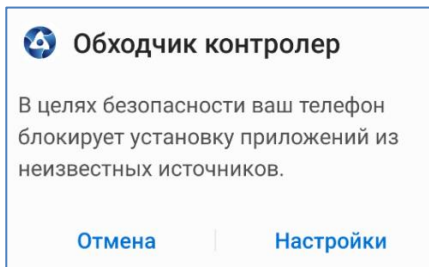 Обходчик контролер
В целях безопасности ваш телефон
блокирует установку приложений из
неизвестных источников.
Отмена Настройки